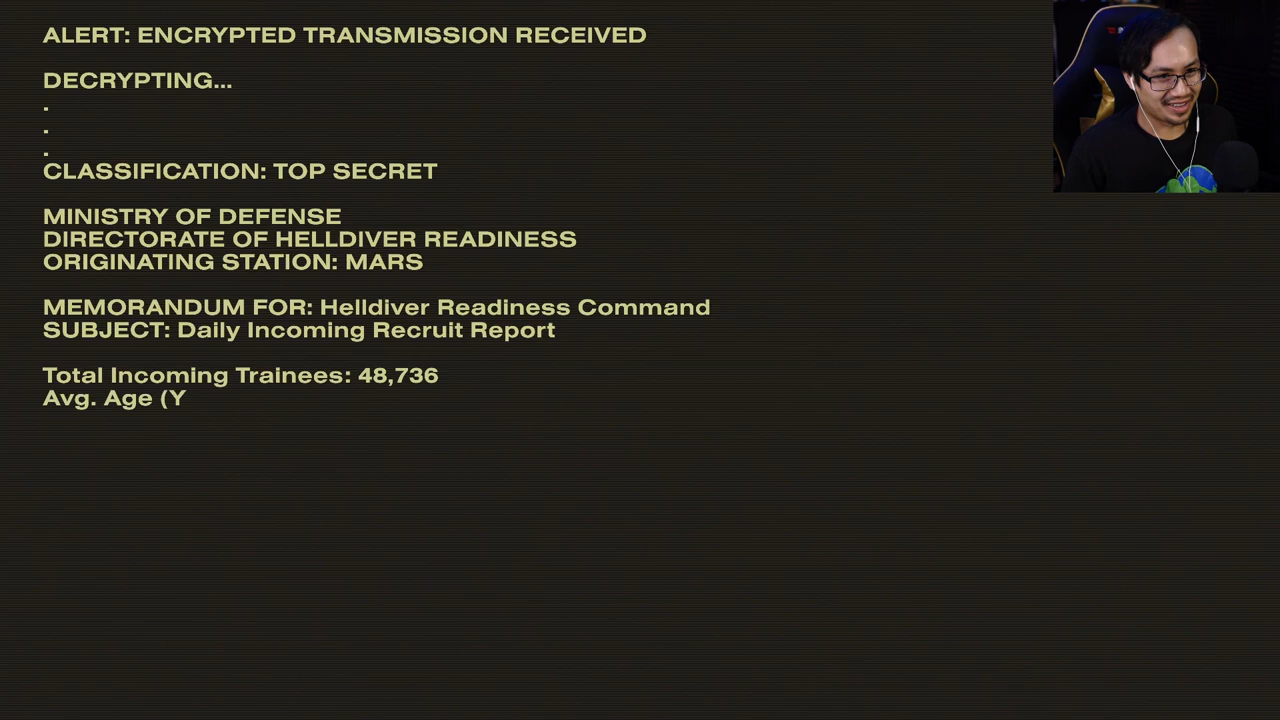 ALERT: ENCRYPTED TRANSMISSION RECEIVED
DECRYPTING...
.
.
.
CLASSIFICATION: TOP SECRET
MINISTRY OF DEFENSE
DIRECTORATE OF HELLDIVER READINESS
ORIGINATING STATION: MARS
MEMORANDUM FOR: Helldiver Readiness Command
SUBJECT: Daily Incoming Recruit Report
Total Incoming Trainees: 48,736
Avg. Age (Y